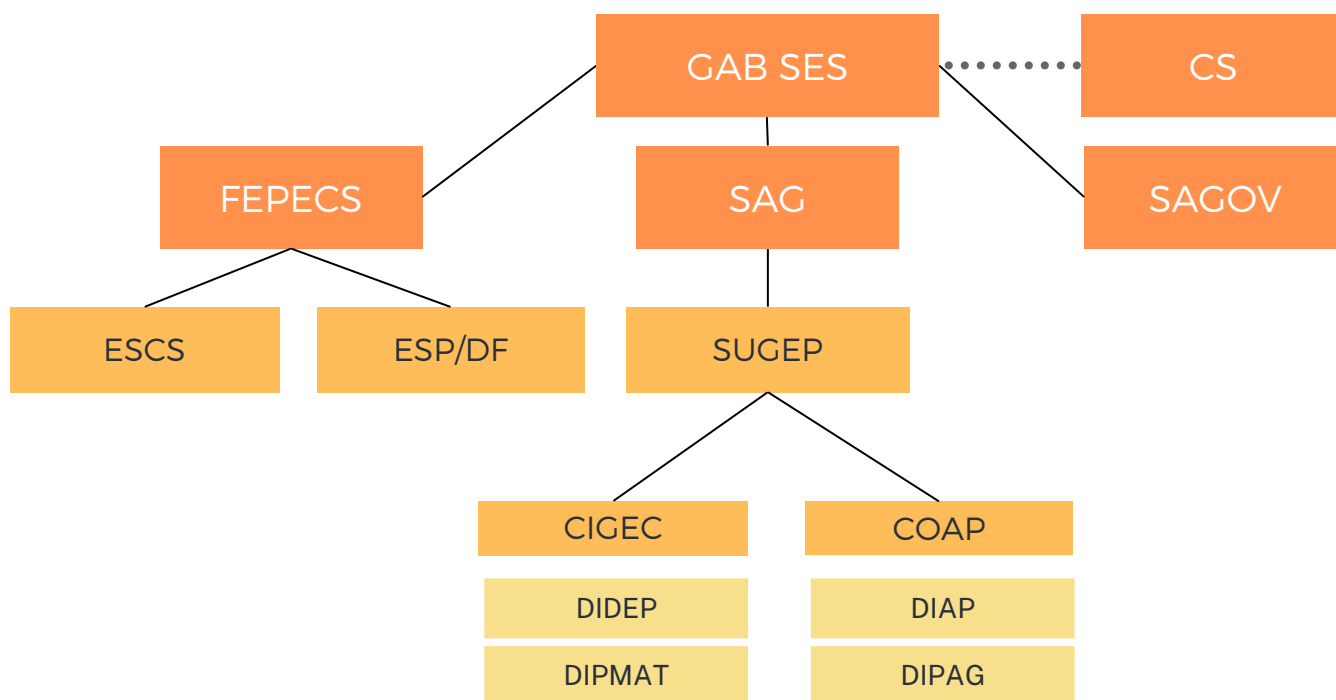 GAB SES
CS
FEPECS
SAG
SAGOV
ESCS
ESP/DF
SUGEP
CIGEC
COAP
DIDEP
DIAP
DIPMAT
DIPAG